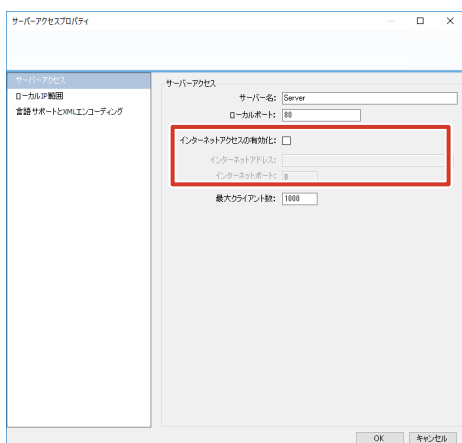 サーバーアクセスプロパティ
サーバーアクセス
ローカルIP範囲
言語サポートとXMLエンコーディング
サーバーアクセス
サーバー名: Server
ローカルポート: 80
インターネットアクセスの有効化:
インターネットアドレス:
インターネットポート: 0
最大クライアント数: 1000
OK キャンセル